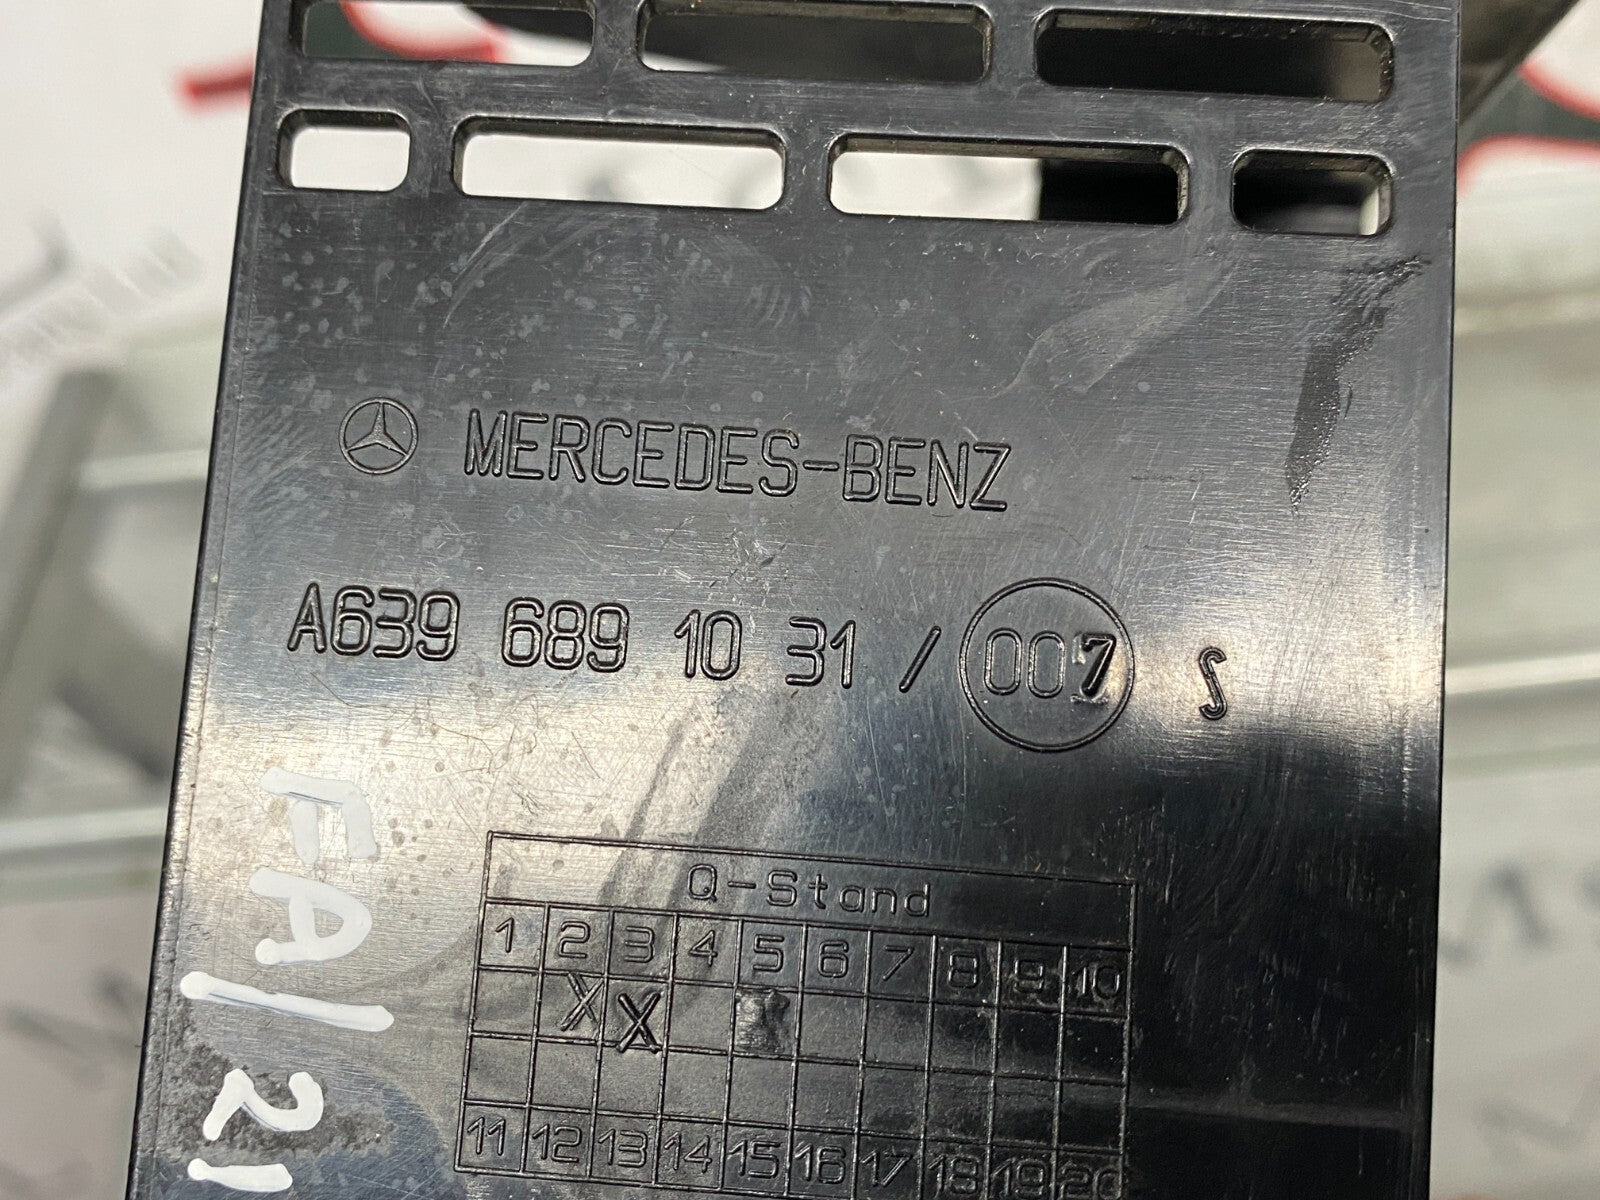 MERCEDES-BENZ
A639 689 10 31 / 007 S
FA/21
Q-Stand
1 2 3 4 5 6 7 8 9 10
X X
11 12 13 14 15 16 17 18 19 20